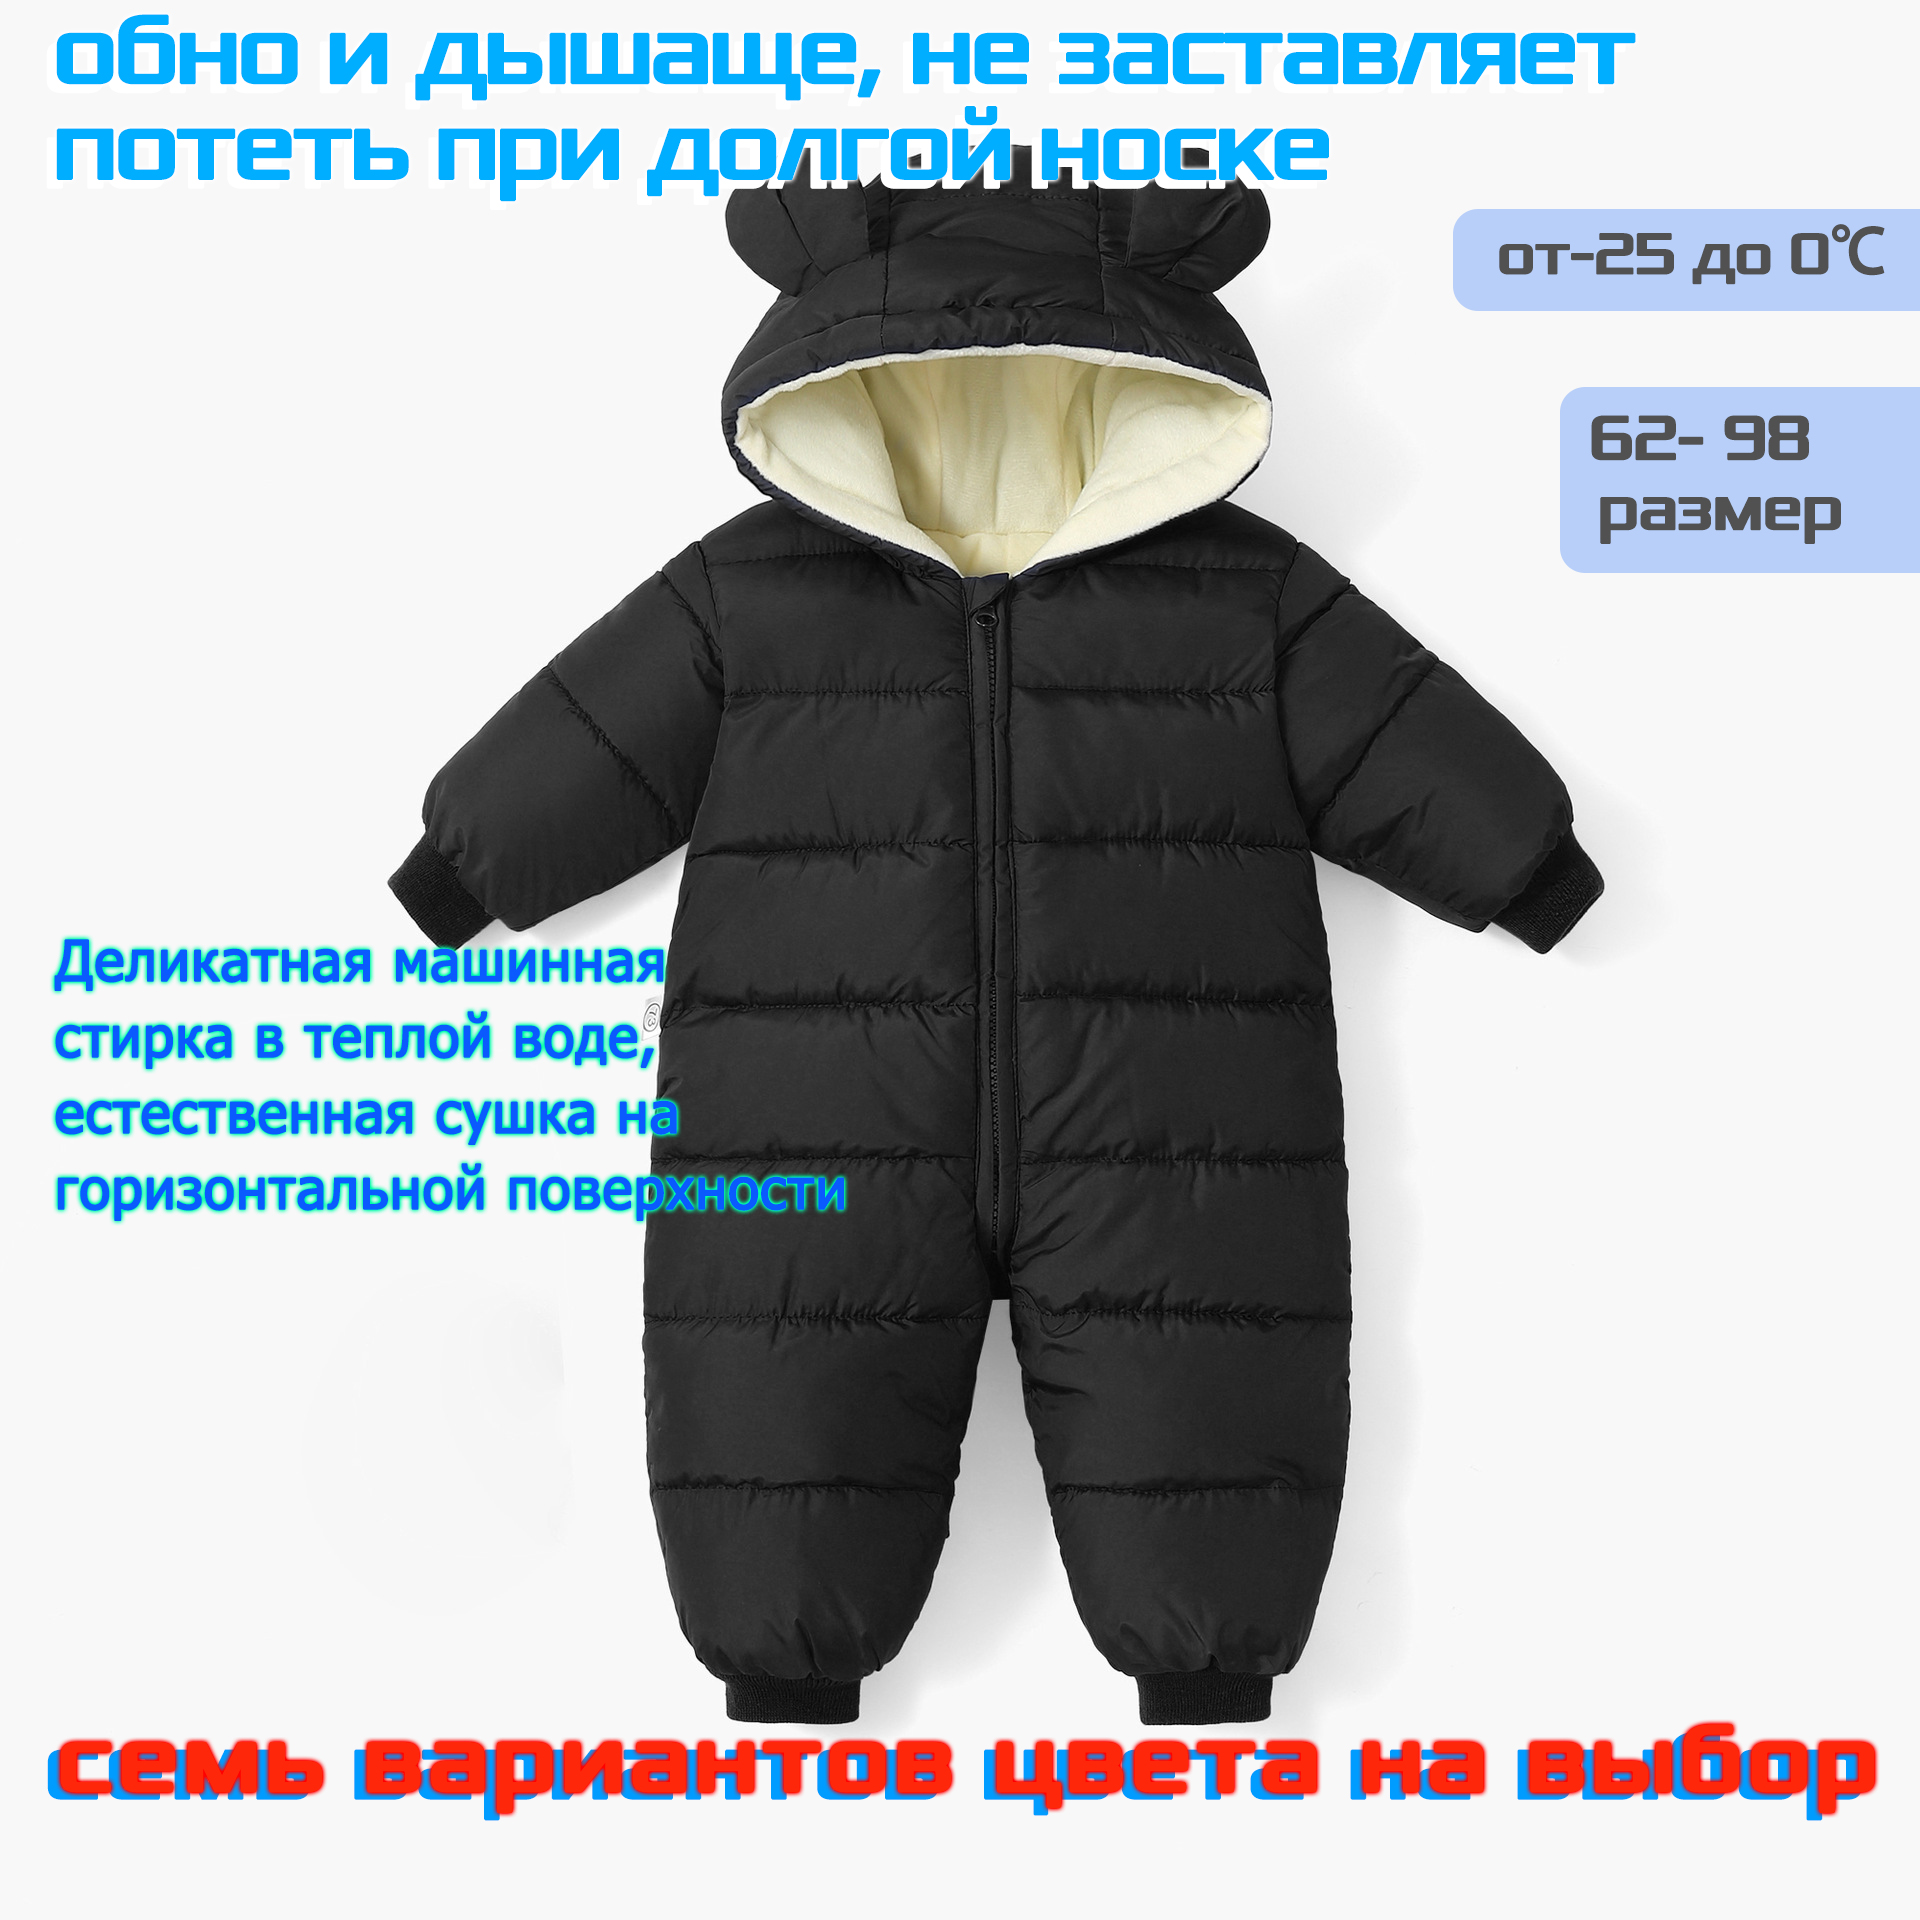 обно и дышаще, не заставляет
потеть при долгой носке
от-25 до 0℃
62- 98
размер
Деликатная машинная
стирка в теплой воде,
естественная сушка на
горизонтальной поверхности
73
семь вариантов цвета на выбор